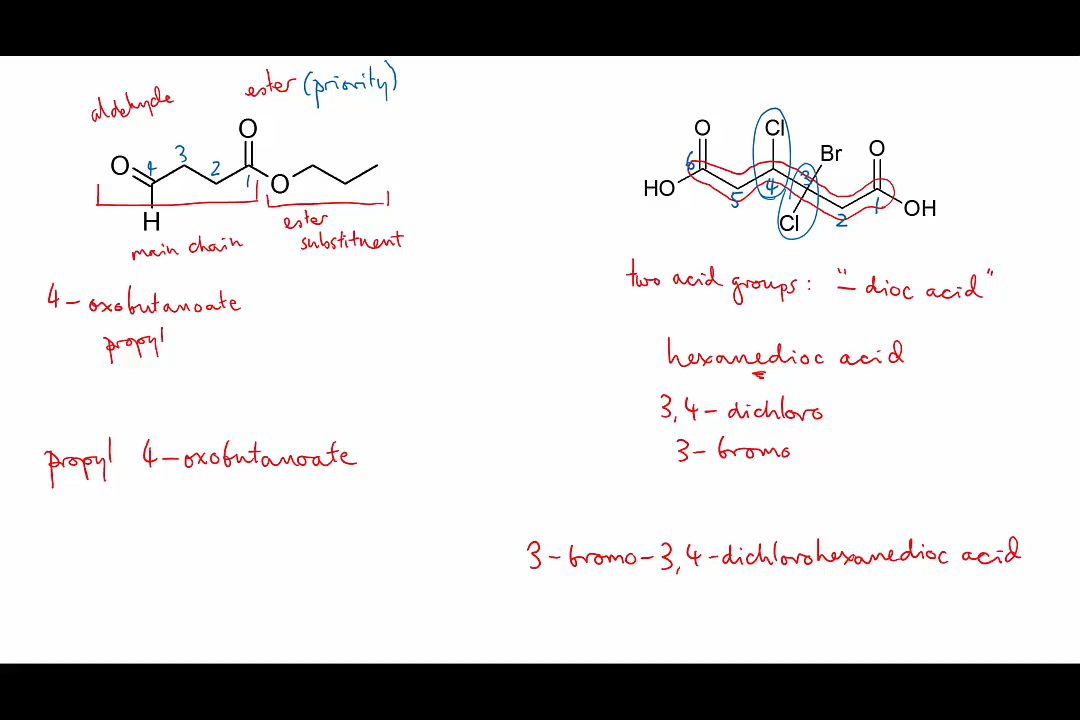 aldehyde
ester (priority)
O
O
4
3
2
1
O
H
ester
substituent
main chain
4-oxobutanoate
propyl
propyl 4-oxobutanoate
O
Cl
Br
O
6
HO
5
4
3
Cl
2
1
OH
two acid groups: "-dioc acid"
hexanedioc acid
3,4-dichloro
3-bromo
3-bromo-3,4-dichlorohexanedioc acid